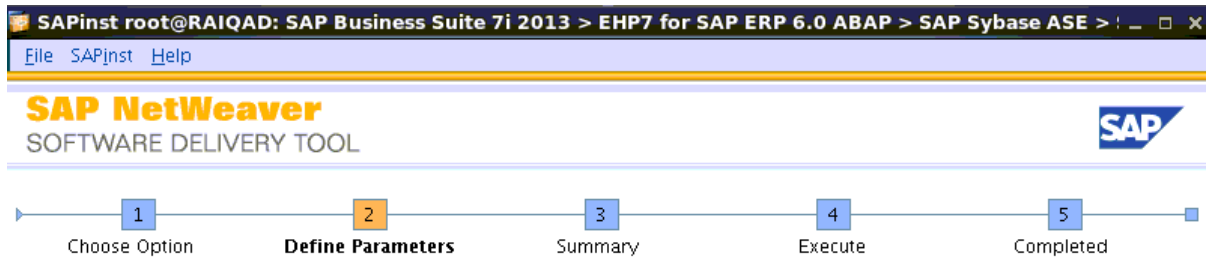 SAPinst root@RAIQAD: SAP Business Suite 7i 2013 > EHP7 for SAP ERP 6.0 ABAP > SAP Sybase ASE >
File SAPinst Help
SAP NetWeaver
SOFTWARE DELIVERY TOOL
SAP
1 2 3 4 5
Choose Option Define Parameters Summary Execute Completed